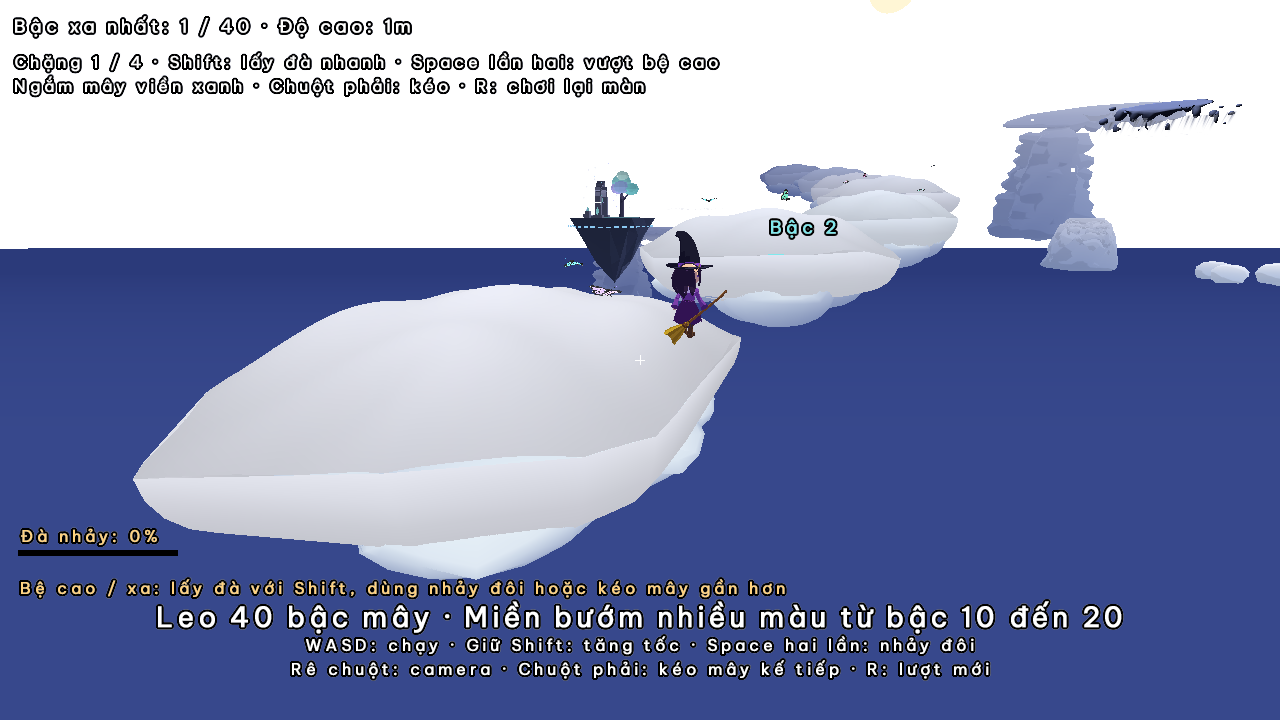 Bậc xa nhất: 1 / 40 · Độ cao: 1m
Chặng 1 / 4 · Shift: lấy đà nhanh · Space lần hai: vượt bệ cao
Ngắm mây viền xanh · Chuột phải: kéo · R: chơi lại màn
Bậc 2
Đà nhảy: 0%
Bệ cao / xa: lấy đà với Shift, dùng nhảy đôi hoặc kéo mây gần hơn
Leo 40 bậc mây · Miền bướm nhiều màu từ bậc 10 đến 20
WASD: chạy · Giữ Shift: tăng tốc · Space hai lần: nhảy đôi
Rê chuột: camera · Chuột phải: kéo mây kế tiếp · R: lượt mới